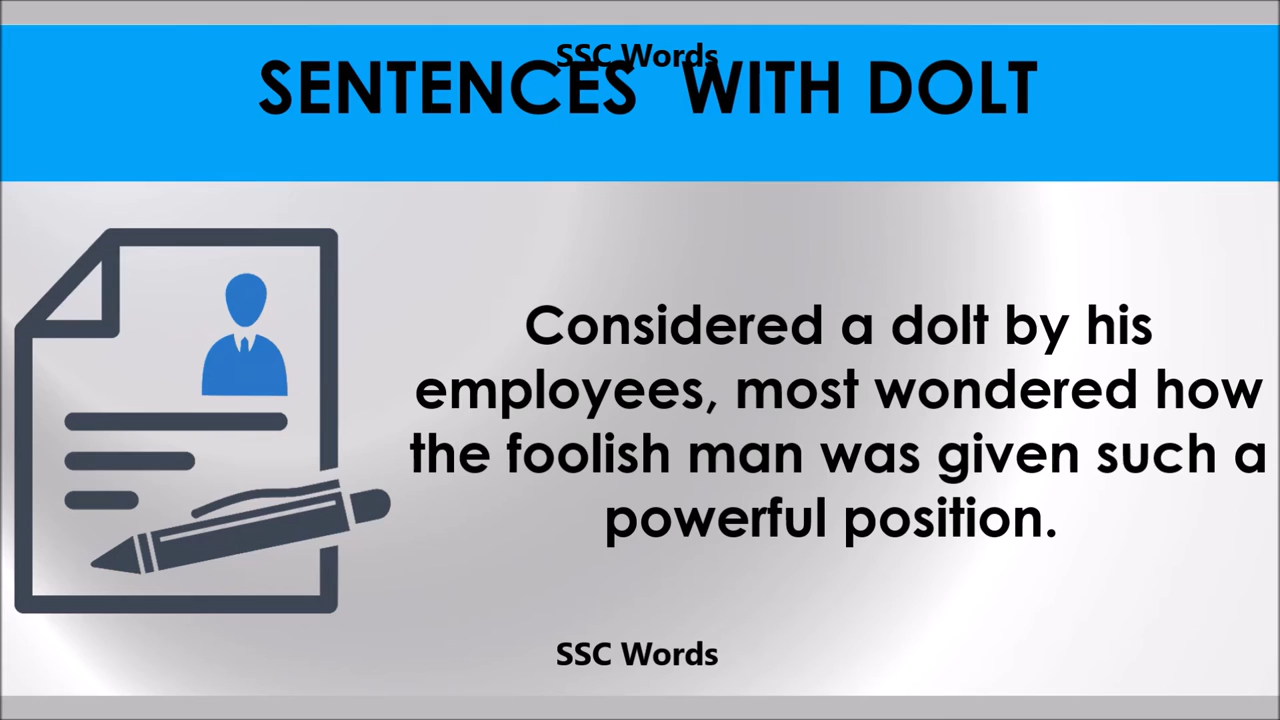 SSC Words
SENTENCES WITH DOLT
Considered a dolt by his
employees, most wondered how
the foolish man was given such a
powerful position.
SSC Words